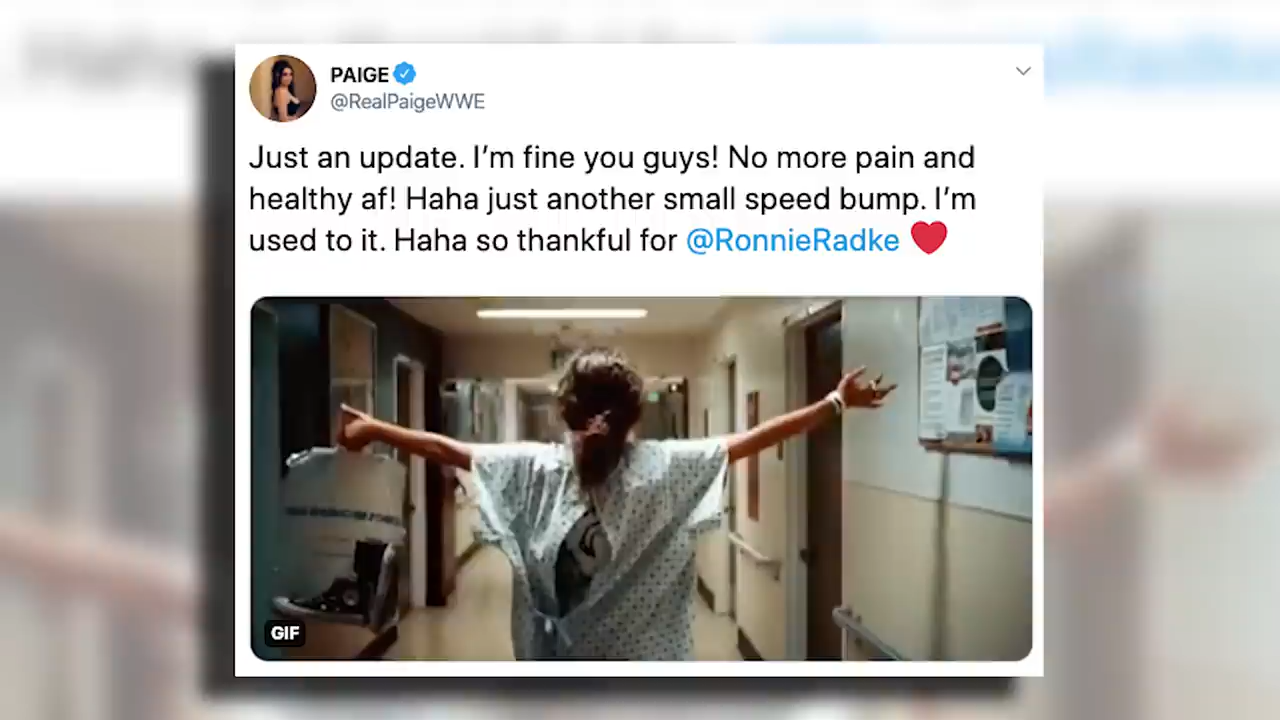 PAIGE
@RealPaigeWWE
Just an update. I’m fine you guys! No more pain and
healthy af! Haha just another small speed bump. I’m
used to it. Haha so thankful for @RonnieRadke ❤️
GIF